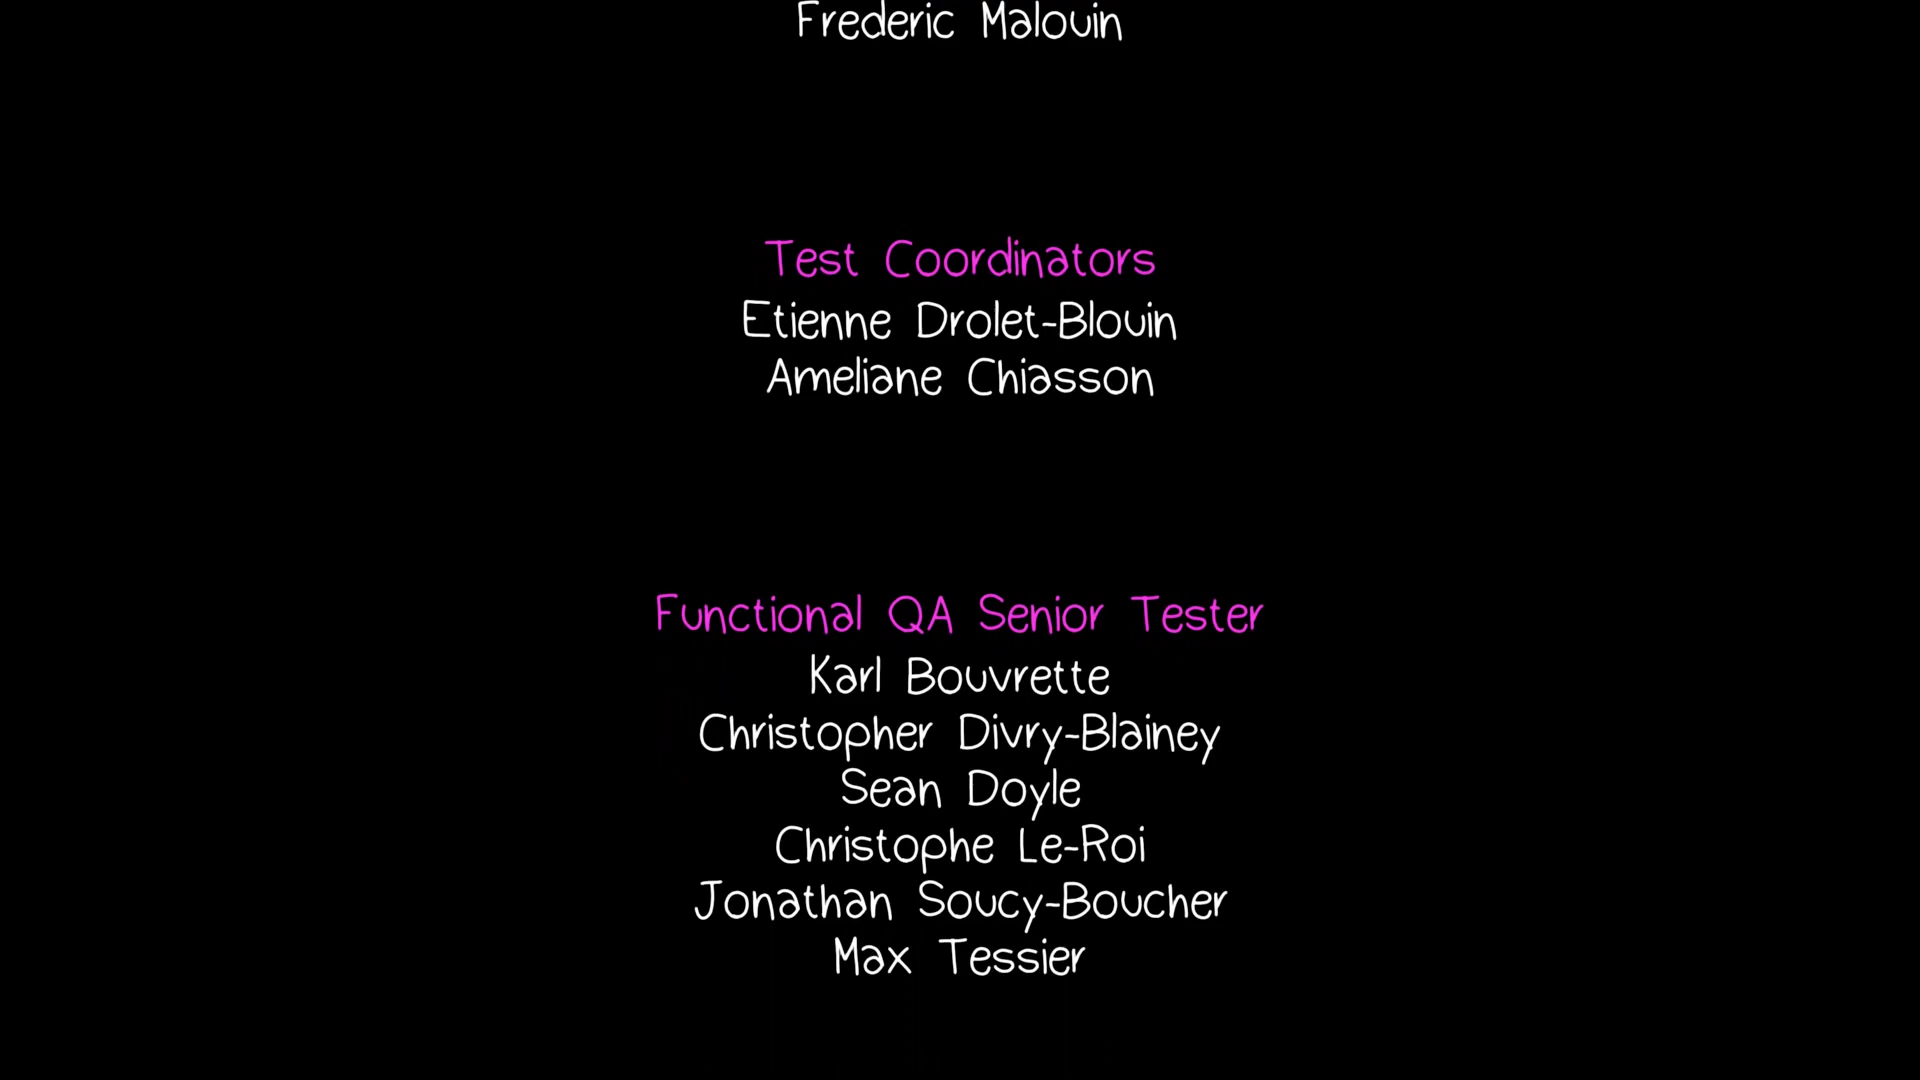 Frederic Malouin
Test Coordinators
Etienne Drolet-Blouin
Ameliane Chiasson
Functional QA Senior Tester
Karl Bouvrette
Christopher Divry-Blainey
Sean Doyle
Christophe Le-Roi
Jonathan Soucy-Boucher
Max Tessier